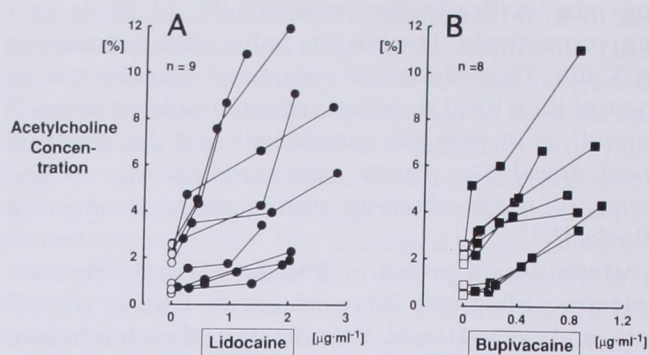 A
B
12
[%]
n = 9
10
8
6
4
2
0
Acetylcholine
Concen-
tration
0
1
2
3
Lidocaine
[µg·ml⁻¹]
12
[%]
n =8
10
8
6
4
2
0
0.4
0.8
1.2
Bupivacaine
[µg·ml⁻¹]